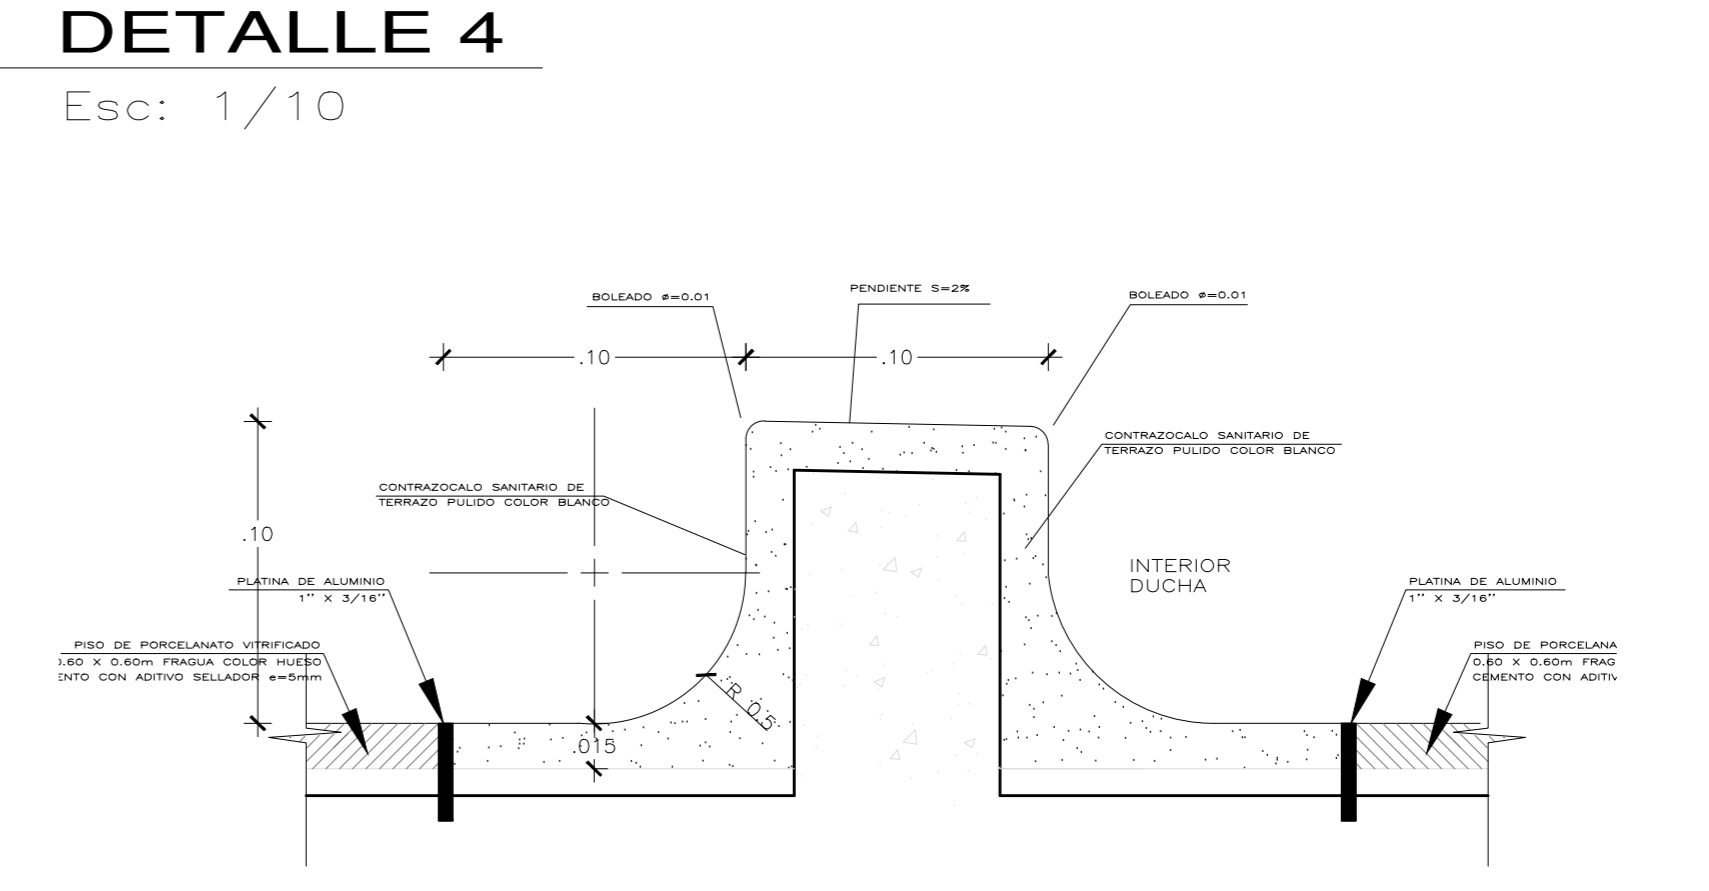 DETALLE 4
Esc: 1/10
BOLEADO ø=0.01
PENDIENTE S=2%
BOLEADO ø=0.01
.10
.10
CONTRAZOCALO SANITARIO DE
TERRAZO PULIDO COLOR BLANCO
CONTRAZOCALO SANITARIO DE
TERRAZO PULIDO COLOR BLANCO
.10
INTERIOR
DUCHA
PLATINA DE ALUMINIO
1" X 3/16"
PLATINA DE ALUMINIO
1" X 3/16"
PISO DE PORCELANATO VITRIFICADO
0.60 X 0.60m FRAGUA COLOR HUESO
ENTO CON ADITIVO SELLADOR e=5mm
PISO DE PORCELANA
0.60 X 0.60m FRAG
CEMENTO CON ADITIV
R 0.5
.015